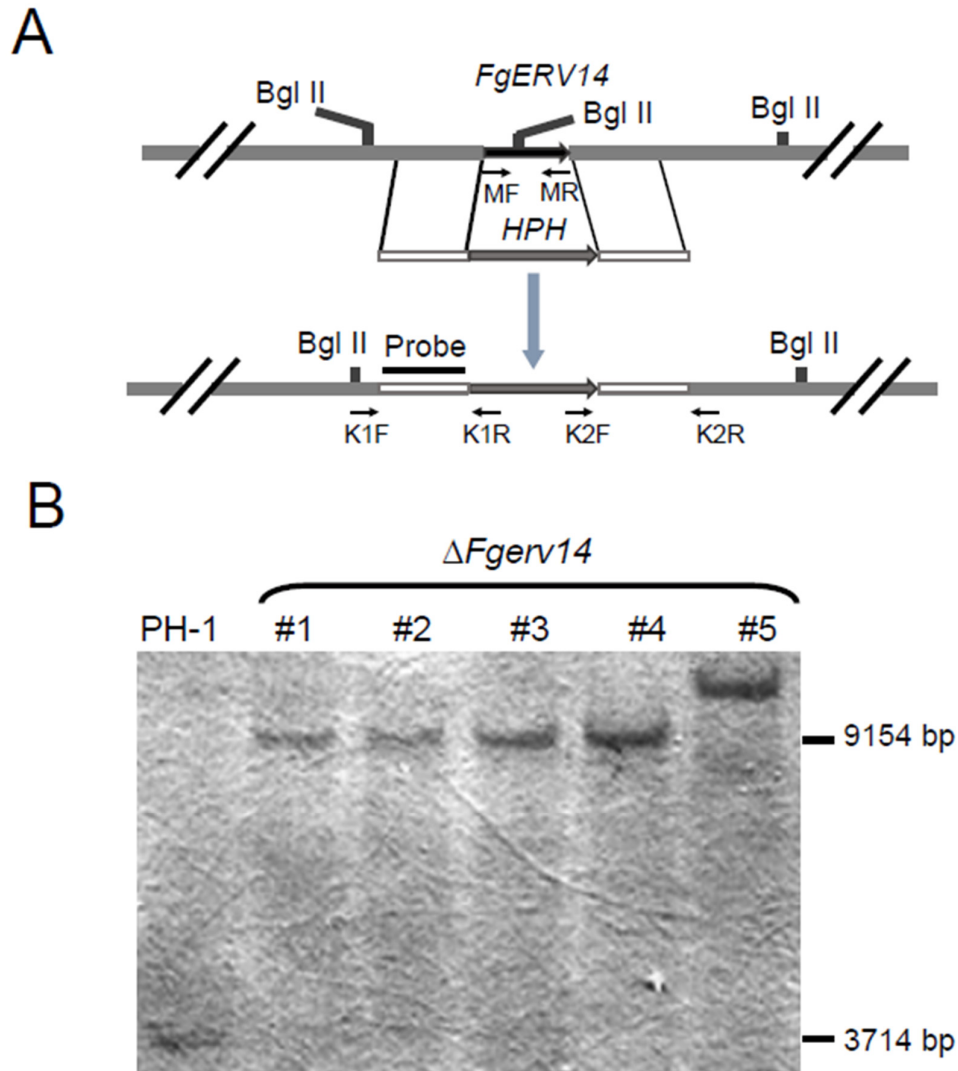 A
FgERV14
Bgl II
Bgl II
Bgl II
MF
MR
HPH
Bgl II
Probe
Bgl II
K1F
K1R
K2F
K2R
B
ΔFgerv14
PH-1 #1 #2 #3 #4 #5
9154 bp
3714 bp